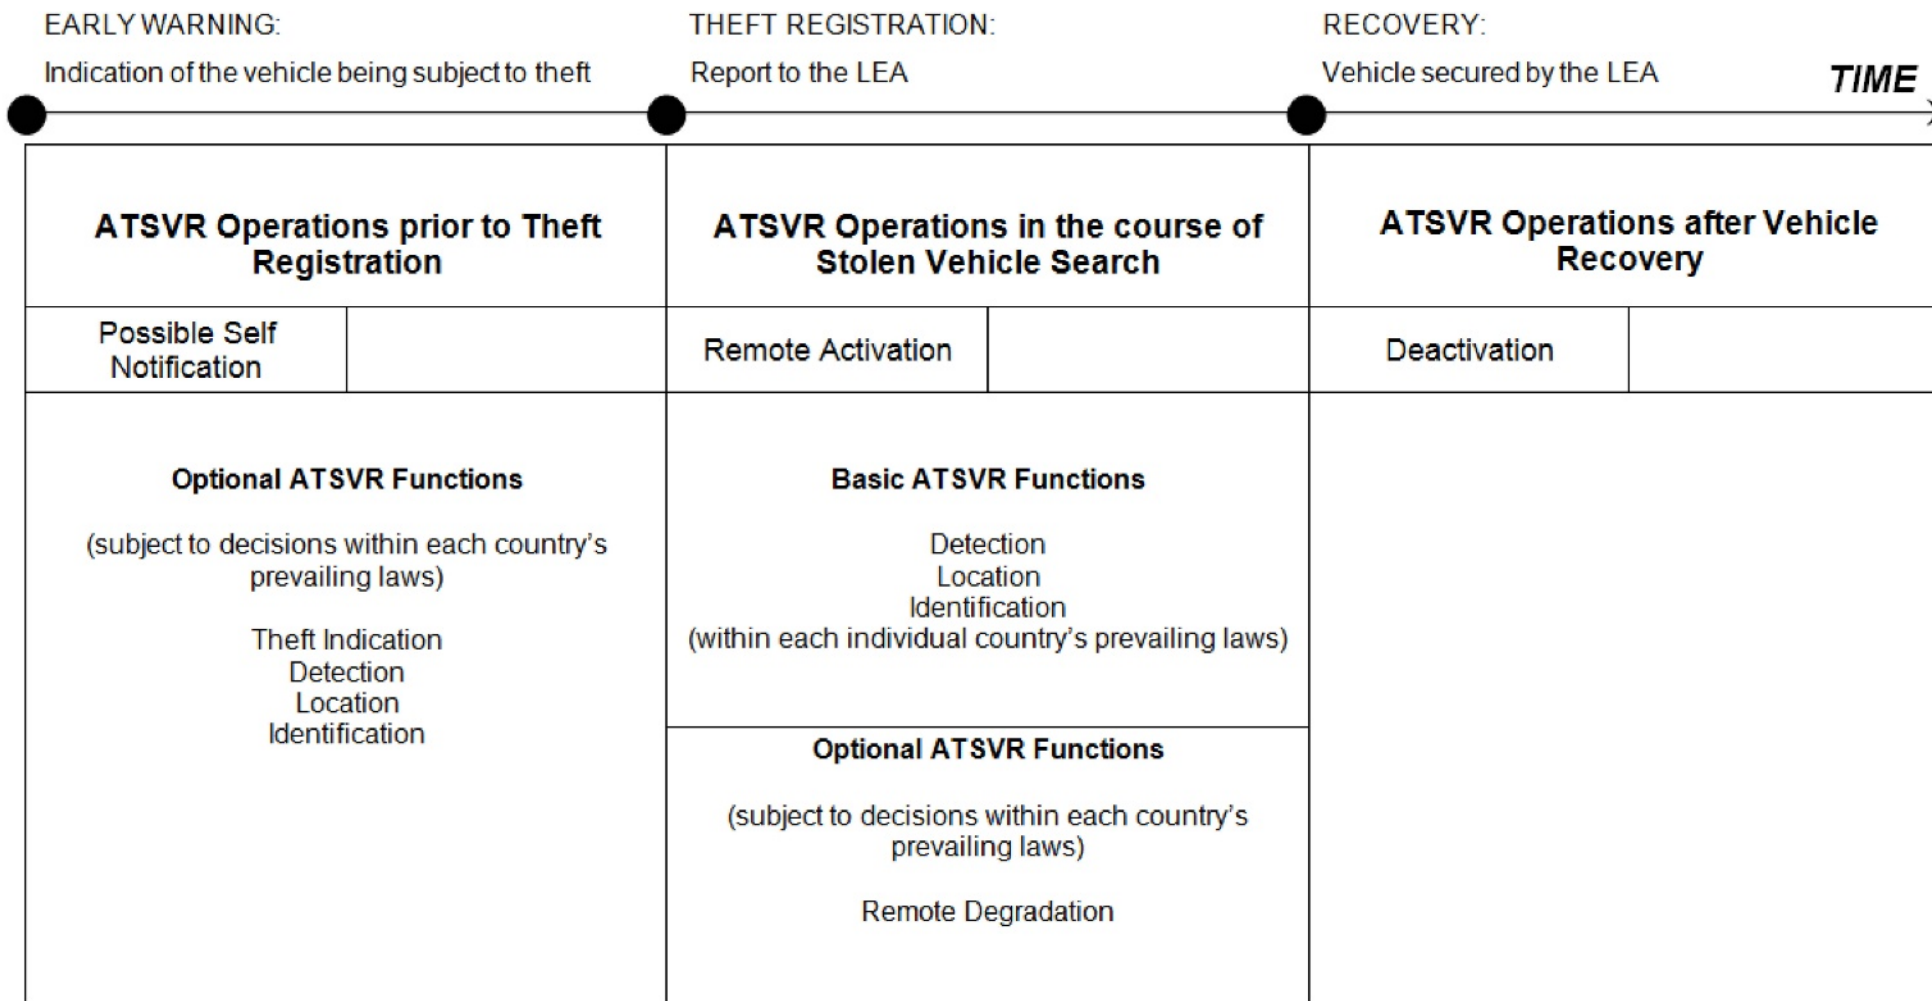 EARLY WARNING:
Indication of the vehicle being subject to theft
THEFT REGISTRATION:
Report to the LEA
RECOVERY:
Vehicle secured by the LEA
TIME
ATSVR Operations prior to Theft
Registration
ATSVR Operations in the course of
Stolen Vehicle Search
ATSVR Operations after Vehicle
Recovery
Possible Self
Notification
Remote Activation
Deactivation
Optional ATSVR Functions
(subject to decisions within each country's
prevailing laws)
Theft Indication
Detection
Location
Identification
Basic ATSVR Functions
Detection
Location
Identification
(within each individual country's prevailing laws)
Optional ATSVR Functions
(subject to decisions within each country's
prevailing laws)
Remote Degradation